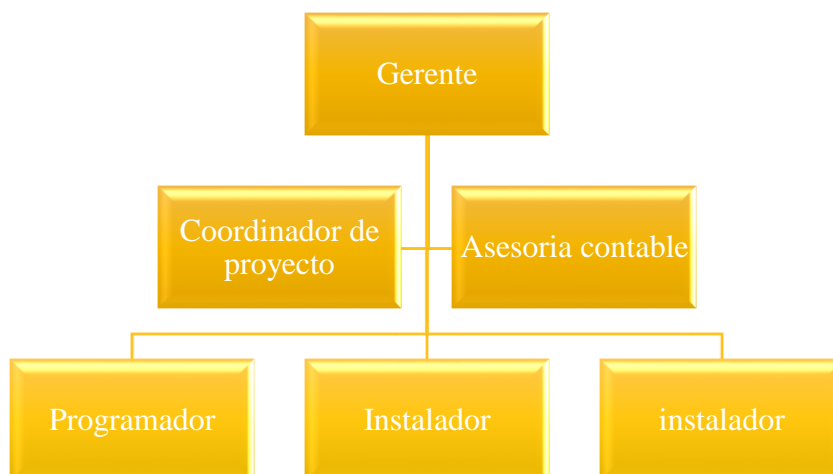 Gerente
Coordinador de
proyecto
Asesoria contable
Programador
Instalador
instalador